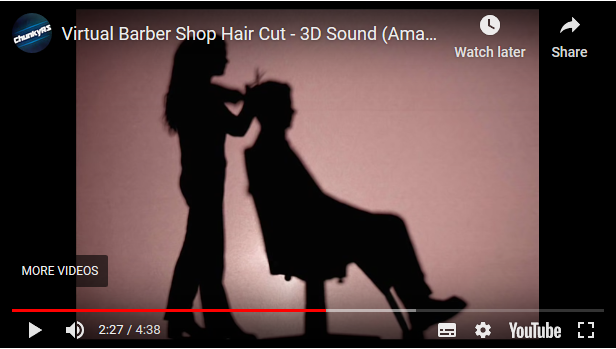 ChunkyRS
Virtual Barber Shop Hair Cut - 3D Sound (Ama...
Watch later
Share
MORE VIDEOS
2:27 / 4:38
YouTube